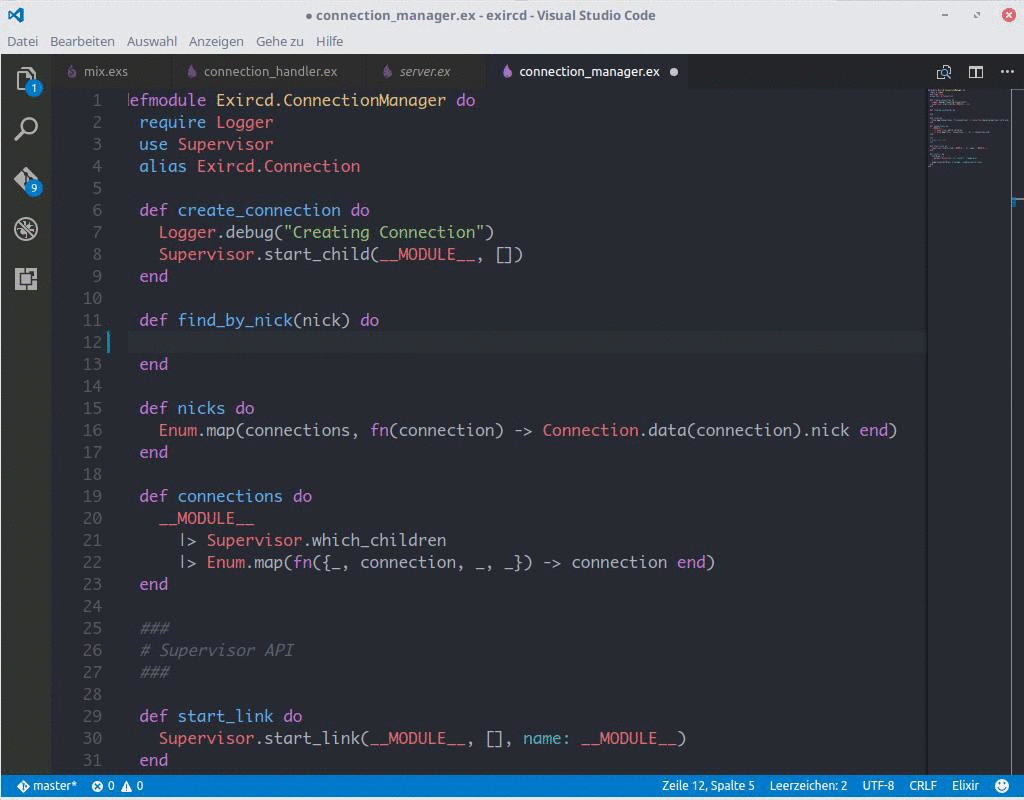 ● connection_manager.ex - exircd - Visual Studio Code
Datei Bearbeiten Auswahl Anzeigen Gehe zu Hilfe
1 mix.exs connection_handler.ex server.ex connection_manager.ex
9
1 defmodule Exircd.ConnectionManager do
2 require Logger
3 use Supervisor
4 alias Exircd.Connection
5
6 def create_connection do
7 Logger.debug("Creating Connection")
8 Supervisor.start_child(__MODULE__, [])
9 end
10
11 def find_by_nick(nick) do
12
13 end
14
15 def nicks do
16 Enum.map(connections, fn(connection) -> Connection.data(connection).nick end)
17 end
18
19 def connections do
20 __MODULE__
21 |> Supervisor.which_children
22 |> Enum.map(fn({_, connection, _, _}) -> connection end)
23 end
24
25 ###
26 # Supervisor API
27 ###
28
29 def start_link do
30 Supervisor.start_link(__MODULE__, [], name: __MODULE__)
31 end
master* 0 0 Zeile 12, Spalte 5 Leerzeichen: 2 UTF-8 CRLF Elixir